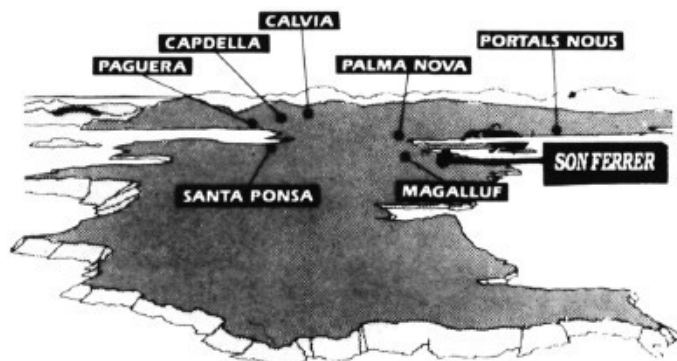 CALVIA
CAPDELLA
PORTALS NOUS
PAGUERA
PALMA NOVA
SON FERRER
SANTA PONSA
MAGALLUF